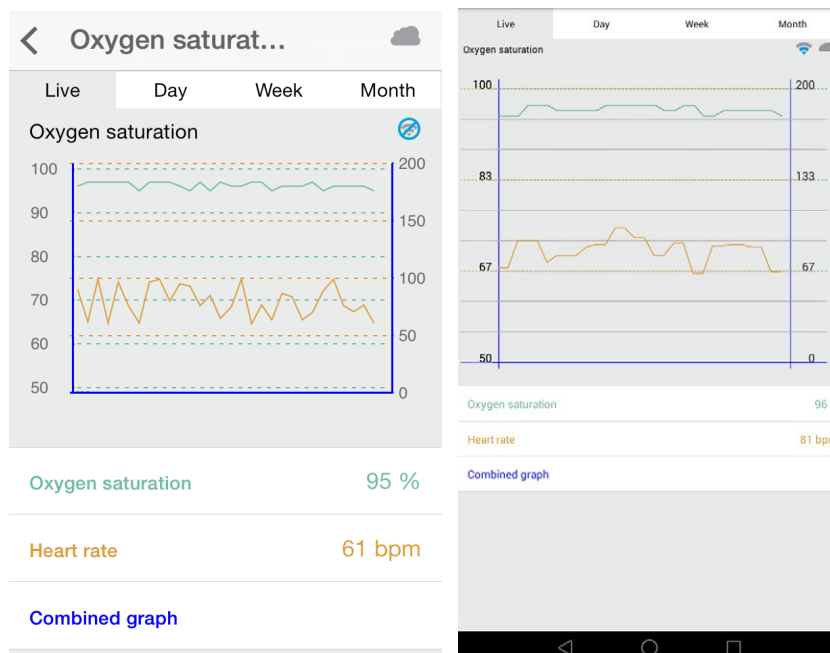 Oxygen saturat...
Live Day Week Month
Oxygen saturation
100 200
90 150
80 100
70
60 50
50 0
Oxygen saturation 95 %
Heart rate 61 bpm
Combined graph
Live Day Week Month
Oxygen saturation
100 200
83 133
67 67
50 0
Oxygen saturation 96
Heart rate 81 bpm
Combined graph